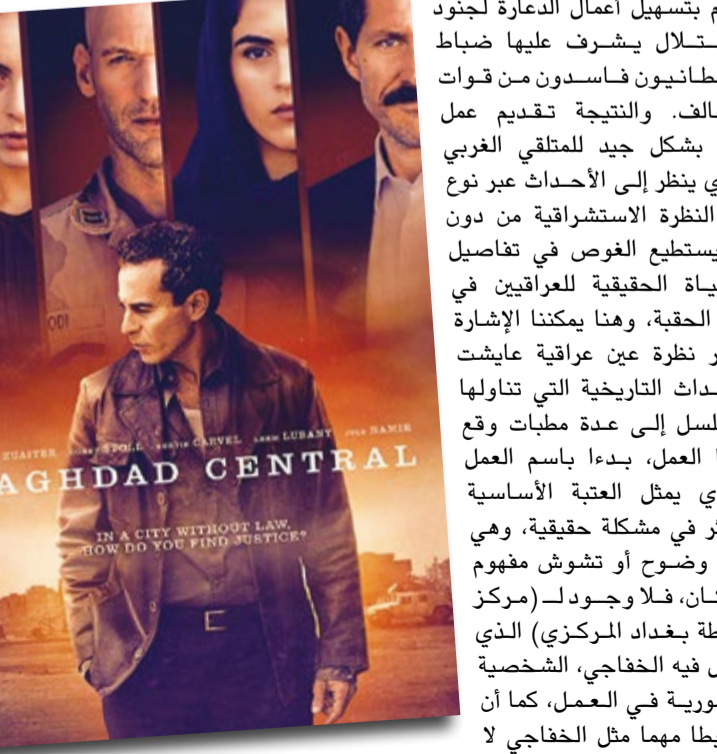 م بتسهيل أعمال الدعارة لجنود
ـتلال يشرف عليها ضباط
طانيون فاسدون من قوات
الف. والنتيجة تقديم عمل
بشكل جيد للمتلقي الغربي
ي ينظر إلى الأحداث عبر نوع
النظرة الاستشراقية من دون
يستطيع الغوص في تفاصيل
ياة الحقيقية للعراقيين في
الحقبة، وهنا يمكننا الإشارة
ر نظرة عين عراقية عايشت
ـداث التاريخية التي تناولها
لسل إلى عدة مطبات وقع
ا العمل، بدءا باسم العمل
ي يمثل العتبة الأساسية
ثر في مشكلة حقيقية، وهي
وضوح أو تشوش مفهوم
كان، فلا وجود لـ (مركز
طة بغداد المركزي) الذي
ل فيه الخفاجي، الشخصية
ورية في العمل، كما أن
بطا مهما مثل الخفاجي لا
ZUAITER STOLL CARVEL LUBANY NAMIR
AGHDAD CENTRAL
IN A CITY WITHOUT LAW,
HOW DO YOU FIND JUSTICE?